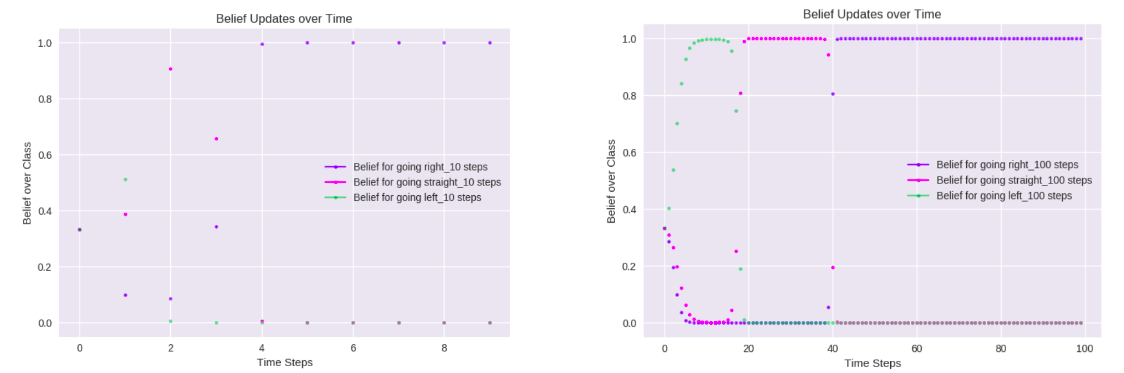 Belief Updates over Time
Belief over Class
1.0
0.8
0.6
0.4
0.2
0.0
Belief for going right_10 steps
Belief for going straight_10 steps
Belief for going left_10 steps
0
2
4
6
8
Time Steps
Belief Updates over Time
Belief over Class
1.0
0.8
0.6
0.4
0.2
0.0
Belief for going right_100 steps
Belief for going straight_100 steps
Belief for going left_100 steps
0
20
40
60
80
100
Time Steps